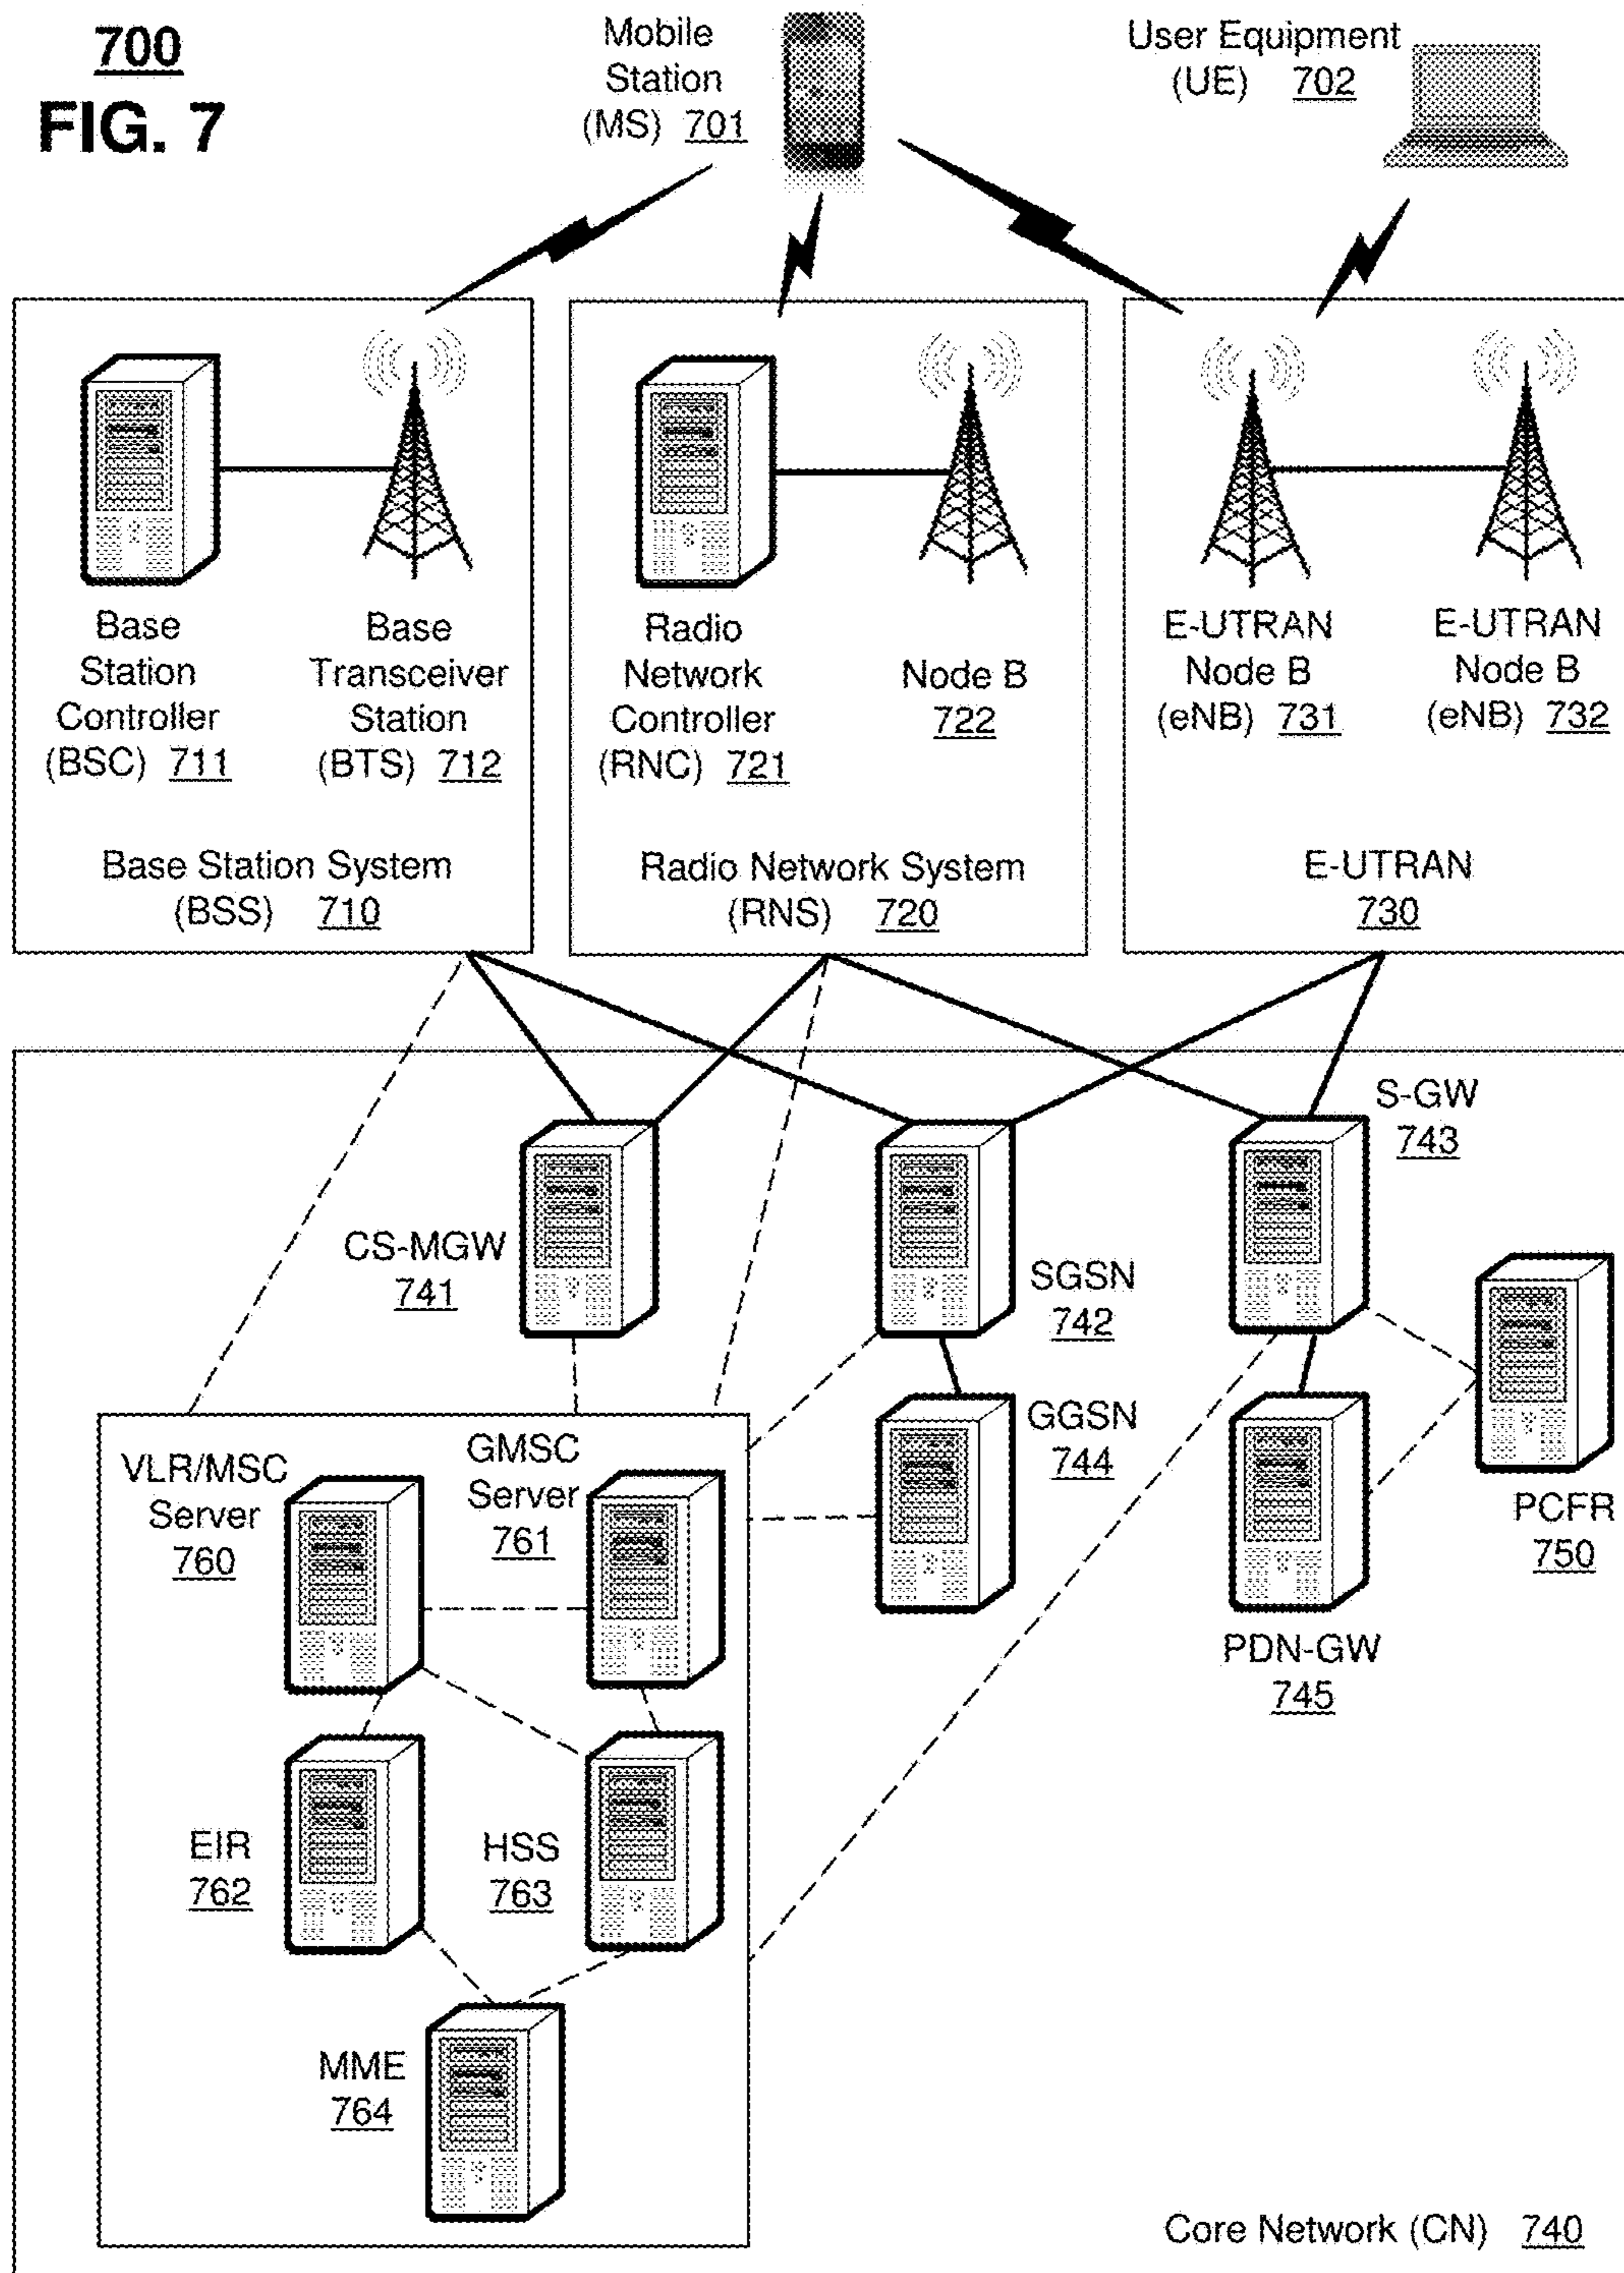 700
FIG. 7
Mobile
Station
(MS) 701
User Equipment
(UE) 702
Base
Station
Controller
(BSC) 711
Base
Transceiver
Station
(BTS) 712
Base Station System
(BSS) 710
Radio
Network
Controller
(RNC) 721
Node B
722
Radio Network System
(RNS) 720
E-UTRAN
Node B
(eNB) 731
E-UTRAN
Node B
(eNB) 732
E-UTRAN
730
CS-MGW
741
SGSN
742
S-GW
743
GGSN
744
PDN-GW
745
PCFR
750
VLR/MSC
Server
760
GMSC
Server
761
EIR
762
HSS
763
MME
764
Core Network (CN) 740